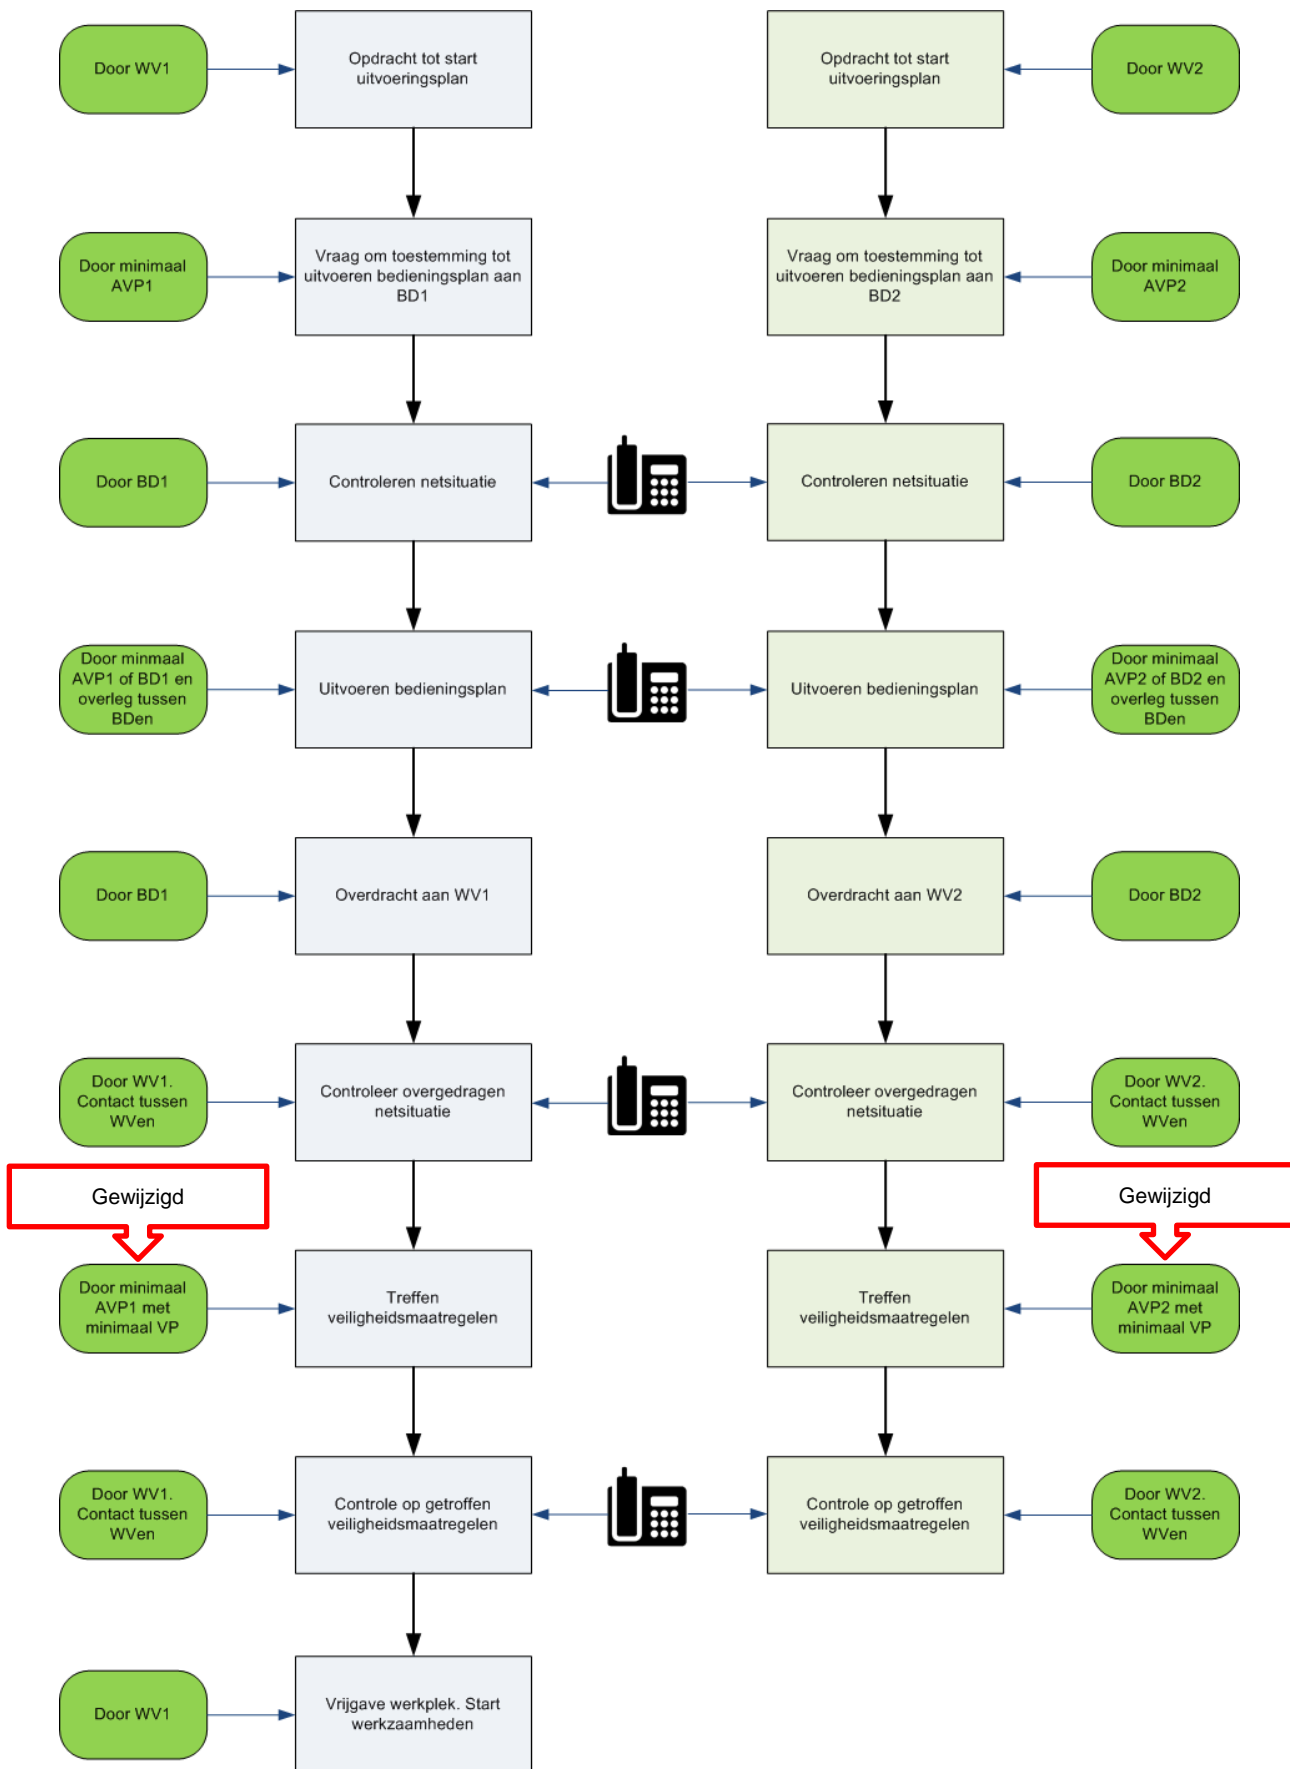 Door WV1
Opdracht tot start
uitvoeringsplan
Opdracht tot start
uitvoeringsplan
Door WV2
Door minimaal
AVP1
Vraag om toestemming tot
uitvoeren bedieningsplan aan
BD1
Vraag om toestemming tot
uitvoeren bedieningsplan aan
BD2
Door minimaal
AVP2
Door BD1
Controleren netsituatie
Controleren netsituatie
Door BD2
Door minmaal
AVP1 of BD1 en
overleg tussen
BDen
Uitvoeren bedieningsplan
Uitvoeren bedieningsplan
Door minimaal
AVP2 of BD2 en
overleg tussen
BDen
Door BD1
Overdracht aan WV1
Overdracht aan WV2
Door BD2
Door WV1.
Contact tussen
WVen
Controleer overgedragen
netsituatie
Controleer overgedragen
netsituatie
Door WV2.
Contact tussen
WVen
Gewijzigd
Gewijzigd
Door minimaal
AVP1 met
minimaal VP
Treffen
veiligheidsmaatregelen
Treffen
veiligheidsmaatregelen
Door minimaal
AVP2 met
minimaal VP
Door WV1.
Contact tussen
WVen
Controle op getroffen
veiligheidsmaatregelen
Controle op getroffen
veiligheidsmaatregelen
Door WV2.
Contact tussen
WVen
Door WV1
Vrijgave werkplek. Start
werkzaamheden